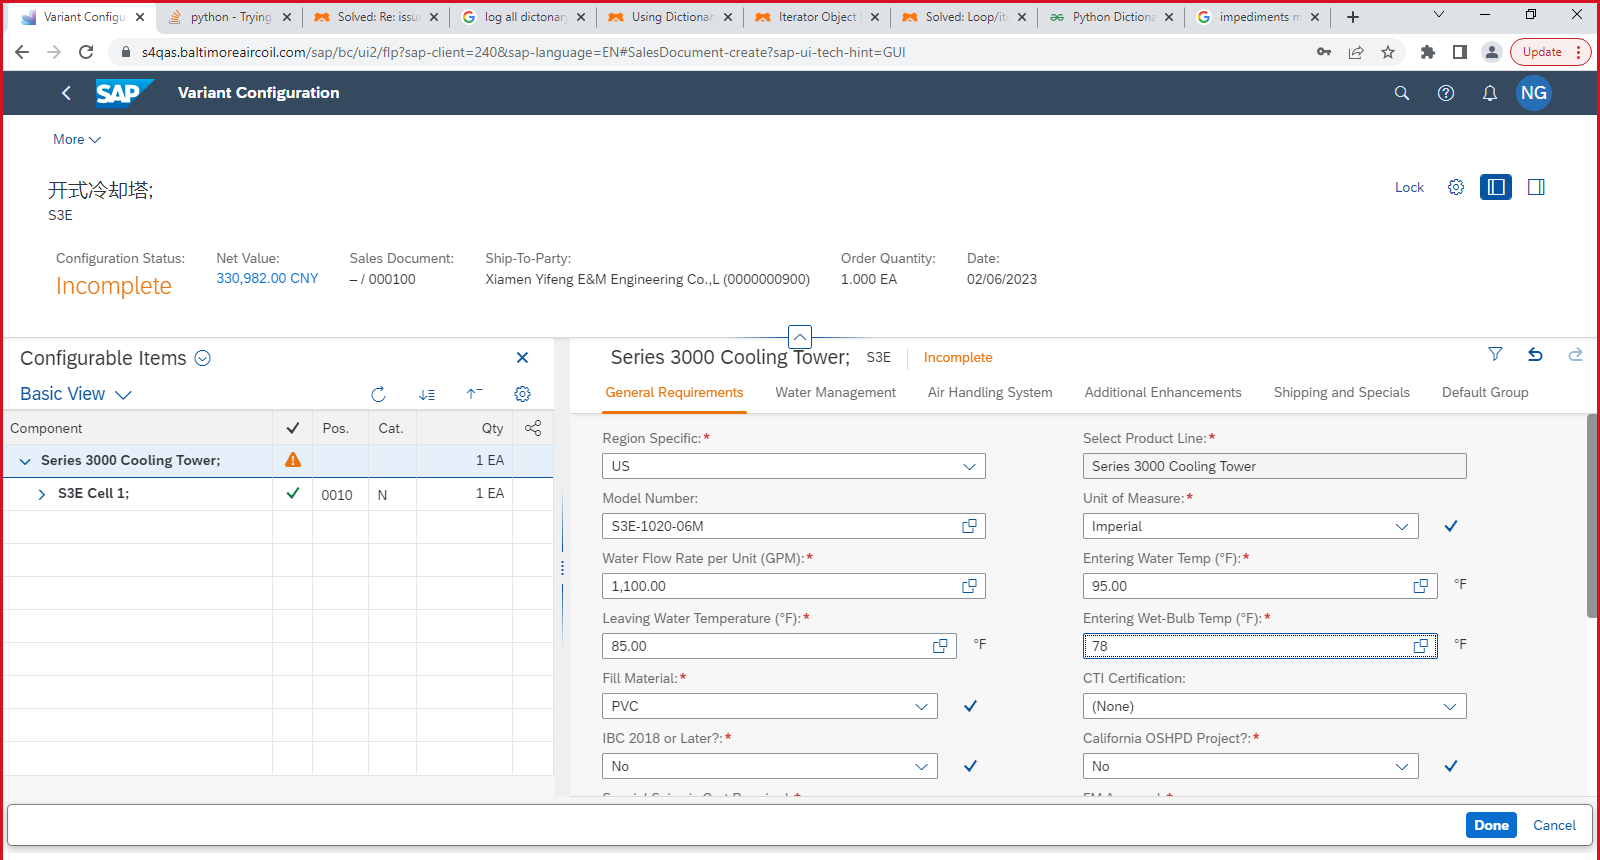 Variant Configur
python - Trying
Solved: Re: issue
log all dictonar
Using Dictionar
Iterator Object
Solved: Loop/ite
Python Dictiona
impediments m
s4qas.baltimoreaircoil.com/sap/bc/ui2/flp?sap-client=240&sap-language=EN#SalesDocument-create?sap-ui-tech-hint=GUI
Update
SAP
Variant Configuration
NG
More
开式冷却塔;
S3E
Lock
Configuration Status:
Incomplete
Net Value:
330,982.00 CNY
Sales Document:
– / 000100
Ship-To-Party:
Xiamen Yifeng E&M Engineering Co.,L (0000000900)
Order Quantity:
1.000 EA
Date:
02/06/2023
Configurable Items
Basic View
Component Pos. Cat. Qty
Series 3000 Cooling Tower; 1 EA
S3E Cell 1; 0010 N 1 EA
Series 3000 Cooling Tower; S3E Incomplete
General Requirements Water Management Air Handling System Additional Enhancements Shipping and Specials Default Group
Region Specific:*
US
Select Product Line:*
Series 3000 Cooling Tower
Model Number:
S3E-1020-06M
Unit of Measure:*
Imperial
Water Flow Rate per Unit (GPM):*
1,100.00
Entering Water Temp (°F):*
95.00 °F
Leaving Water Temperature (°F):*
85.00 °F
Entering Wet-Bulb Temp (°F):*
78 °F
Fill Material:*
PVC
CTI Certification:
(None)
IBC 2018 or Later?:*
No
California OSHPD Project?:*
No
Done Cancel